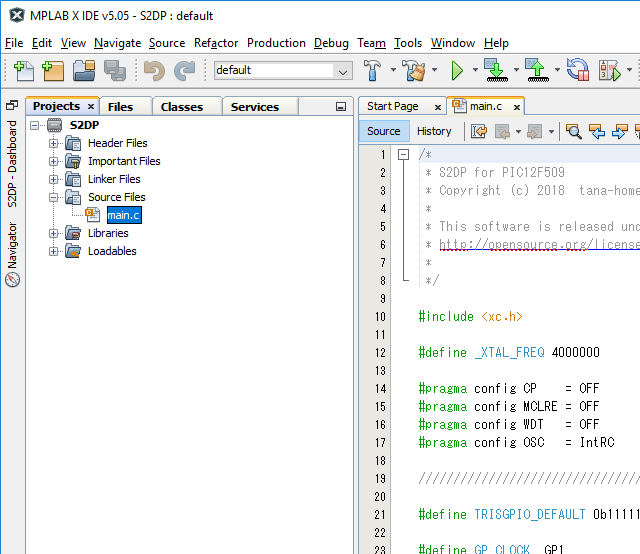 MPLAB X IDE v5.05 - S2DP : default
File Edit View Navigate Source Refactor Production Debug Team Tools Window Help
default
Projects × Files Classes Services
Start Page × main.c ×
Source History
S2DP - Dashboard
Navigator
S2DP
Header Files
Important Files
Linker Files
Source Files
main.c
Libraries
Loadables
1 /*
2 * S2DP for PIC12F509
3 * Copyright (c) 2018 tana-home
4 *
5 * This software is released und
6 * http://opensource.org/license
7 *
8 */
9
10 #include <xc.h>
11
12 #define _XTAL_FREQ 4000000
13
14 #pragma config CP = OFF
15 #pragma config MCLRE = OFF
16 #pragma config WDT = OFF
17 #pragma config OSC = IntRC
18
19 ////////////////////////////////
20
21 #define TRISGPIO_DEFAULT 0b11111
22
23 #define GP_CLOCK GP1